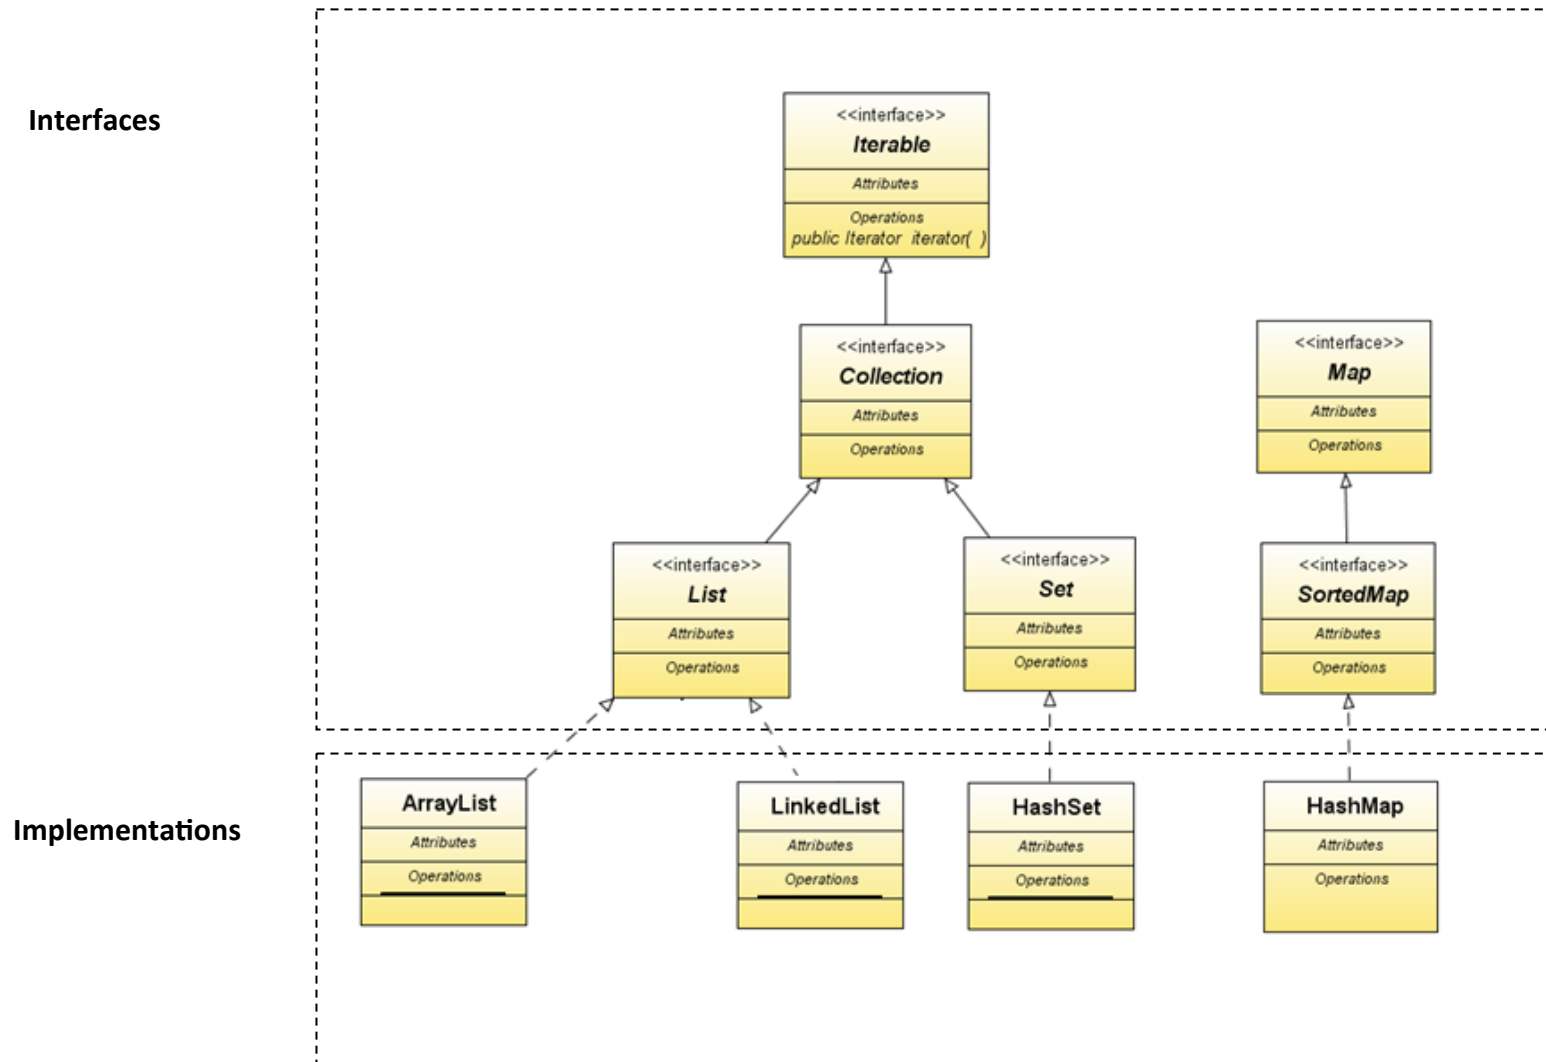 Interfaces
<<interface>>
Iterable
Attributes
Operations
public Iterator iterator( )
<<interface>>
Collection
Attributes
Operations
<<interface>>
Map
Attributes
Operations
<<interface>>
List
Attributes
Operations
<<interface>>
Set
Attributes
Operations
<<interface>>
SortedMap
Attributes
Operations
Implementations
ArrayList
Attributes
Operations
LinkedList
Attributes
Operations
HashSet
Attributes
Operations
HashMap
Attributes
Operations